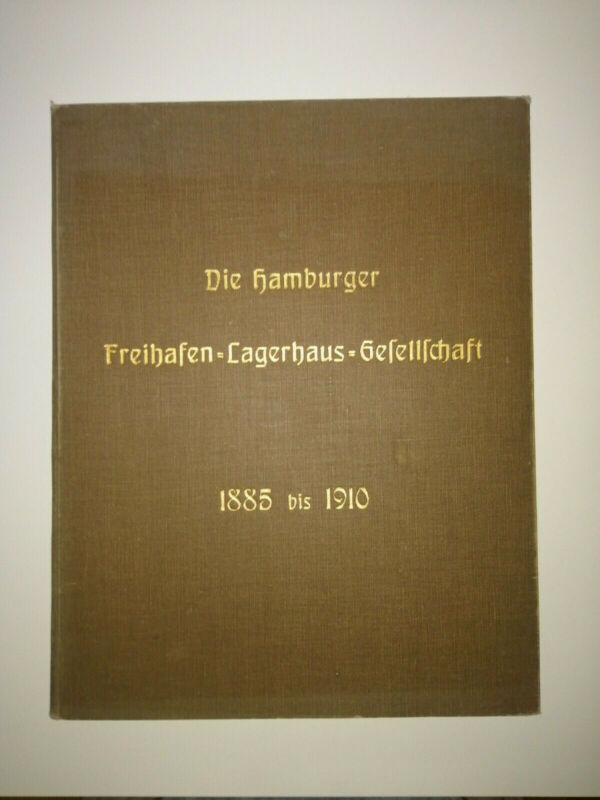 Die Hamburger
Freihafen=Lagerhaus=Geſellſchaft
1885 bis 1910